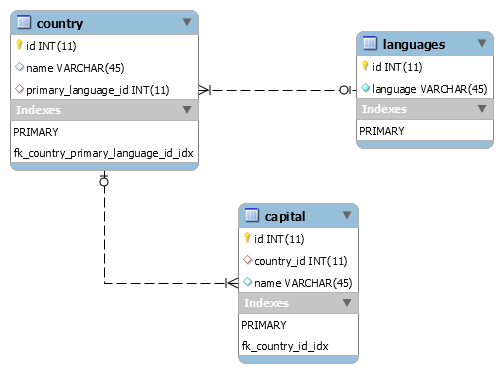 country
id INT(11)
name VARCHAR(45)
primary_language_id INT(11)
Indexes
PRIMARY
fk_country_primary_language_id_idx
languages
id INT(11)
language VARCHAR(45)
Indexes
PRIMARY
capital
id INT(11)
country_id INT(11)
name VARCHAR(45)
Indexes
PRIMARY
fk_country_id_idx